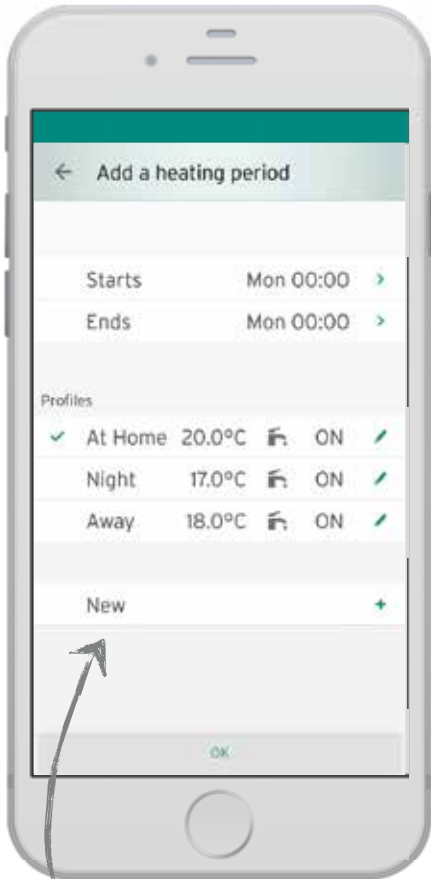 Add a heating period
Starts Mon 00:00
Ends Mon 00:00
Profiles
At Home 20.0°C ON
Night 17.0°C ON
Away 18.0°C ON
New +
OK